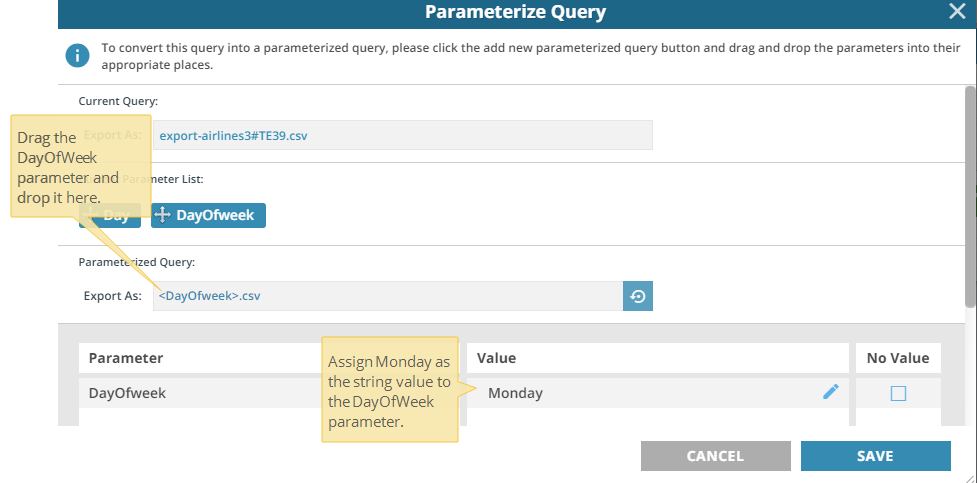 Parameterize Query
To convert this query into a parameterized query, please click the add new parameterized query button and drag and drop the parameters into their
appropriate places.
Current Query:
Export As:
export-airlines3#TE39.csv
Drag the
DayOfWeek
parameter and
drop it here.
Parameter List:
Day
DayOfweek
Parameterized Query:
Export As:
<DayOfweek>.csv
Parameter
Value
No Value
DayOfweek
Monday
Assign Monday as
the string value to
the DayOfWeek
parameter.
CANCEL
SAVE